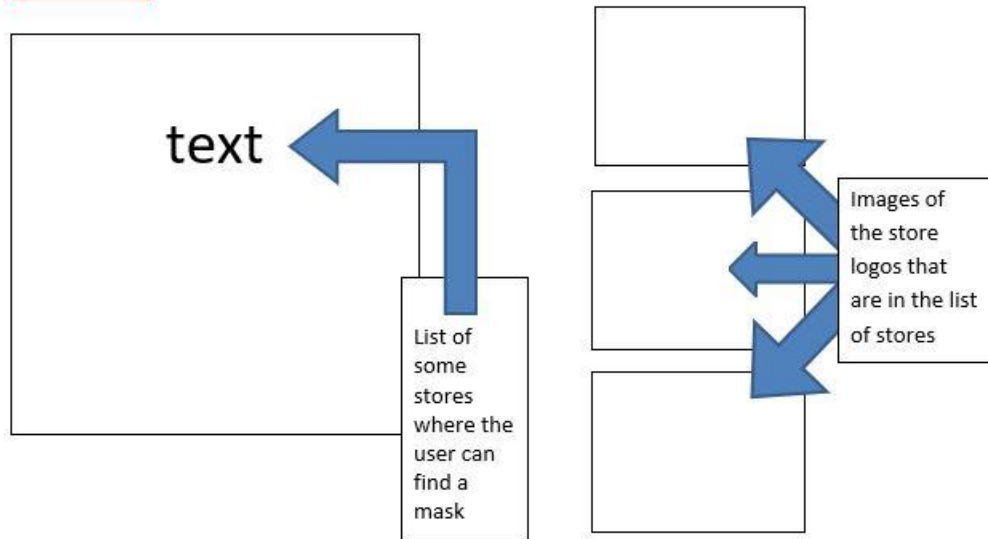 text
List of
some
stores
where the
user can
find a
mask
Images of
the store
logos that
are in the list
of stores